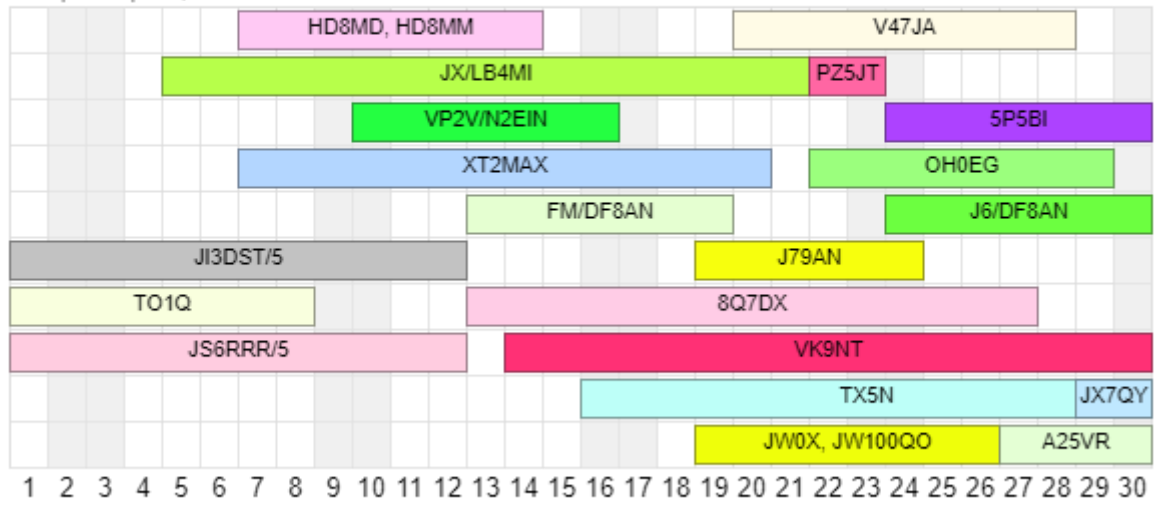 HD8MD, HD8MM V47JA
JX/LB4MI PZ5JT
VP2V/N2EIN 5P5BI
XT2MAX OH0EG
FM/DF8AN J6/DF8AN
JI3DST/5 J79AN
TO1Q 8Q7DX
JS6RRR/5 VK9NT
TX5N JX7QY
JW0X, JW100QO A25VR
1 2 3 4 5 6 7 8 9 10 11 12 13 14 15 16 17 18 19 20 21 22 23 24 25 26 27 28 29 30